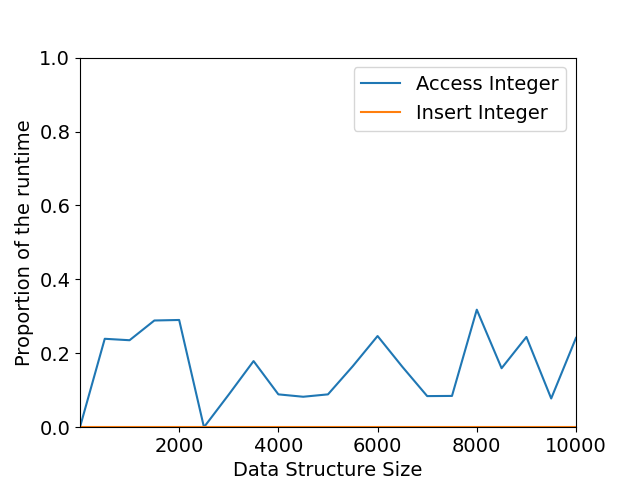 Access Integer
Insert Integer
Proportion of the runtime
1.0
0.8
0.6
0.4
0.2
0.0
2000 4000 6000 8000 10000
Data Structure Size